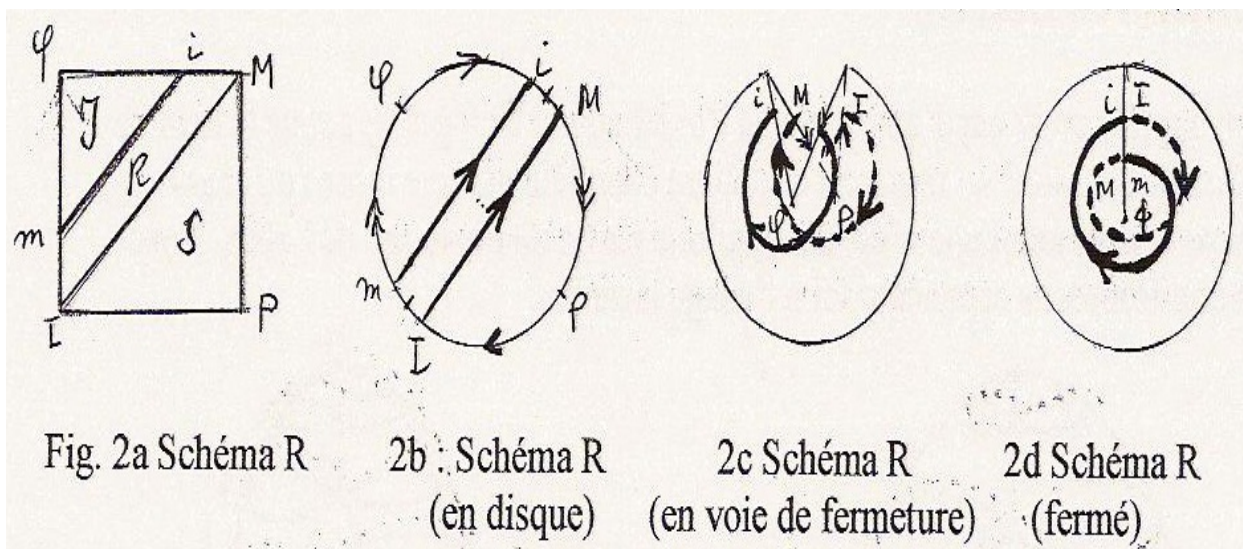 φ i M
J
R
m
S
I P
φ i
M
m
P
I
i M I
φ P
i I
M m
Φ
Fig. 2a Schéma R
2b : Schéma R
(en disque)
2c Schéma R
(en voie de fermeture)
2d Schéma R
(fermé)